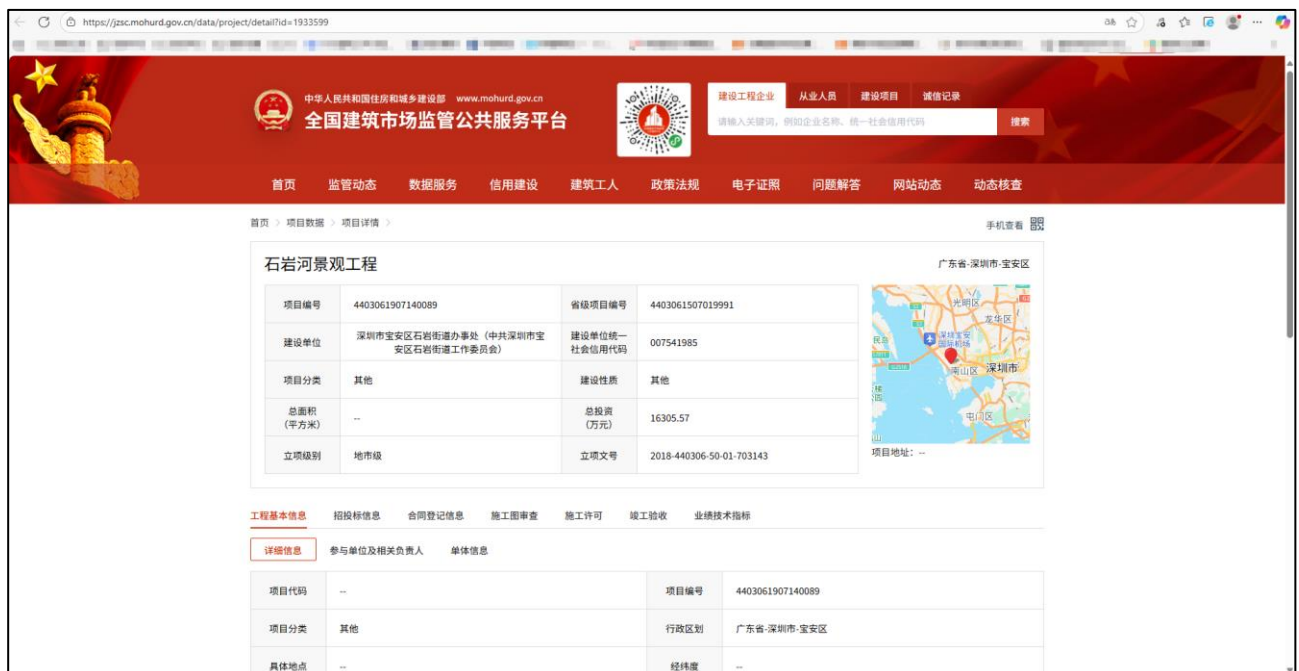 https://jzsc.mohurd.gov.cn/data/project/detail?id=1933599
中华人民共和国住房和城乡建设部 www.mohurd.gov.cn
全国建筑市场监管公共服务平台
建设工程企业 从业人员 建设项目 诚信记录
请输入关键词，例如企业名称、统一社会信用代码 搜索
首页 监管动态 数据服务 信用建设 建筑工人 政策法规 电子证照 问题解答 网站动态 动态核查
首页 > 项目数据 > 项目详情 >
手机查看
石岩河景观工程
广东省-深圳市-宝安区
项目编号 4403061907140089 省级项目编号 4403061507019991
建设单位 深圳市宝安区石岩街道办事处（中共深圳市宝安区石岩街道工作委员会） 建设单位统一社会信用代码 007541985
项目分类 其他 建设性质 其他
总面积（平方米） -- 总投资（万元） 16305.57
立项级别 地市级 立项文号 2018-440306-50-01-703143
光明区
龙华区
深圳宝安国际机场
南山区 深圳市
屯门区
项目地址： --
工程基本信息 招投标信息 合同登记信息 施工图审查 施工许可 竣工验收 业绩技术指标
详细信息 参与单位及相关负责人 单体信息
项目代码 -- 项目编号 4403061907140089
项目分类 其他 行政区划 广东省-深圳市-宝安区
具体地点 -- 经纬度 --